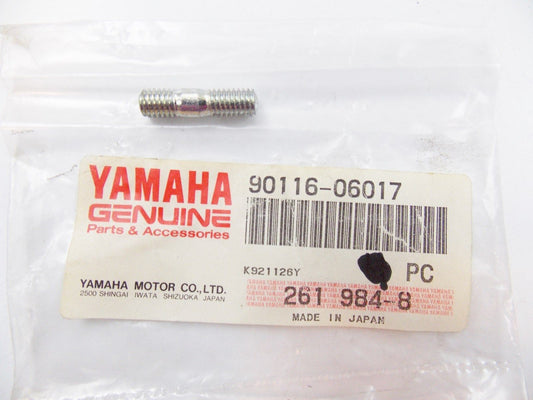 YAMAHA
GENUINE
Parts & Accessories
90116-06017
K921126Y
PC
YAMAHA MOTOR CO., LTD.
2500 SHINGAI IWATA SHIZUOKA JAPAN
261 984-8
MADE IN JAPAN